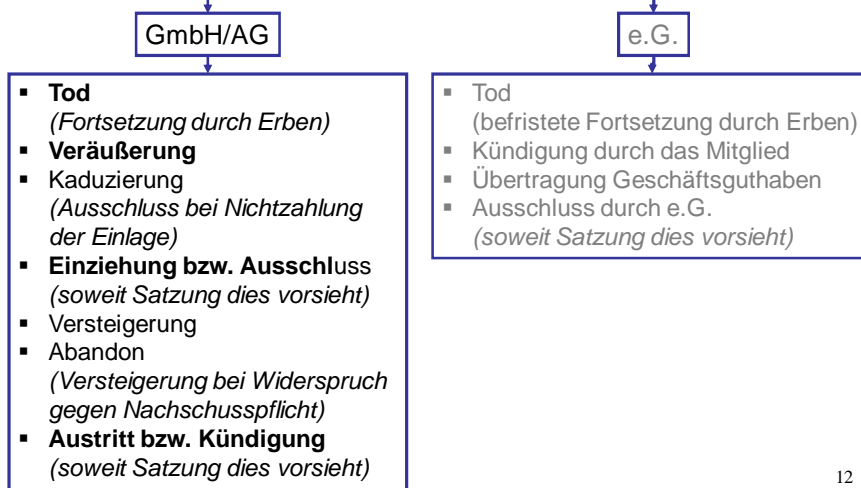 GmbH/AG
▪ Tod
(Fortsetzung durch Erben)
▪ Veräußerung
▪ Kaduzierung
(Ausschluss bei Nichtzahlung
der Einlage)
▪ Einziehung bzw. Ausschluss
(soweit Satzung dies vorsieht)
▪ Versteigerung
▪ Abandon
(Versteigerung bei Widerspruch
gegen Nachschusspflicht)
▪ Austritt bzw. Kündigung
(soweit Satzung dies vorsieht)
e.G.
▪ Tod
(befristete Fortsetzung durch Erben)
▪ Kündigung durch das Mitglied
▪ Übertragung Geschäftsguthaben
▪ Ausschluss durch e.G.
(soweit Satzung dies vorsieht)
12